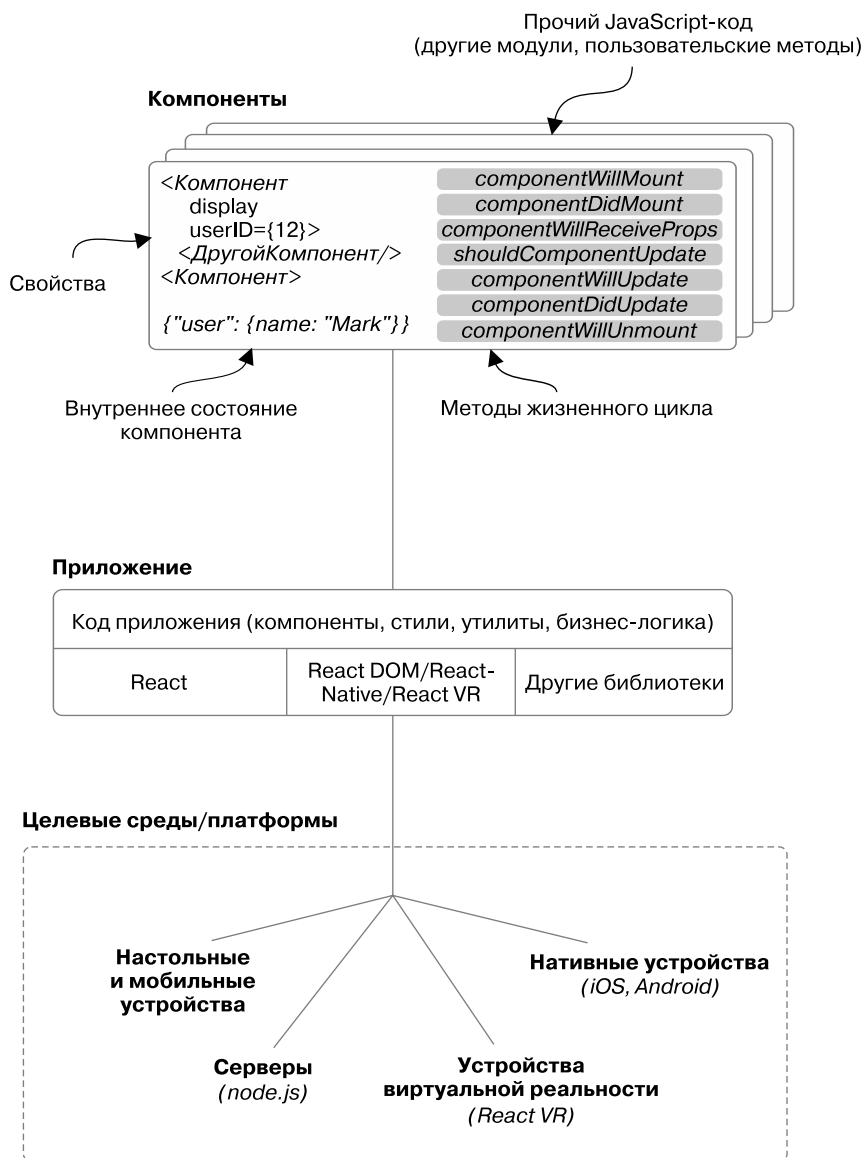 Прочий JavaScript-код
(другие модули, пользовательские методы)
Компоненты
<Компонент
display
userID={12}>
<ДругойКомпонент/>
<Компонент>
{"user": {name: "Mark"}}
componentWillMount
componentDidMount
componentWillReceiveProps
shouldComponentUpdate
componentWillUpdate
componentDidUpdate
componentWillUnmount
Свойства
Внутреннее состояние
компонента
Методы жизненного цикла
Приложение
Код приложения (компоненты, стили, утилиты, бизнес-логика)
React
React DOM/React-
Native/React VR
Другие библиотеки
Целевые среды/платформы
Настольные
и мобильные
устройства
Нативные устройства
(iOS, Android)
Серверы
(node.js)
Устройства
виртуальной реальности
(React VR)